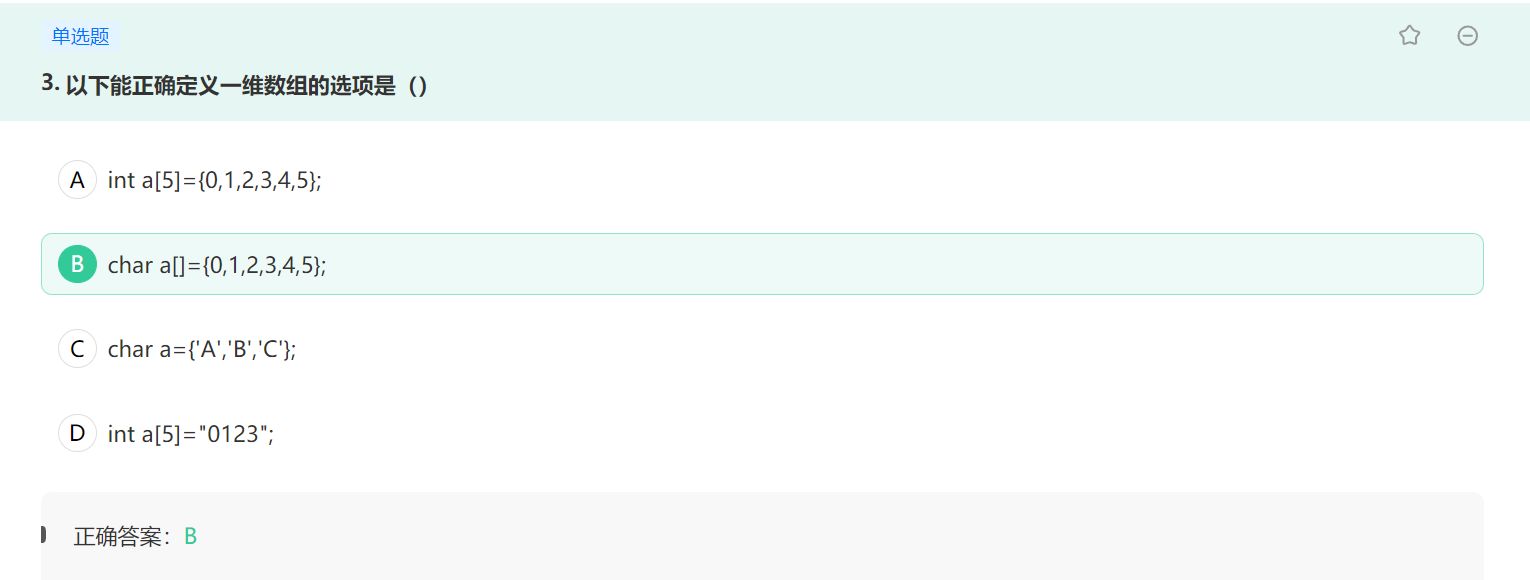 单选题
3. 以下能正确定义一维数组的选项是（）
A int a[5]={0,1,2,3,4,5};
B char a[]={0,1,2,3,4,5};
C char a={'A','B','C'};
D int a[5]="0123";
正确答案：B